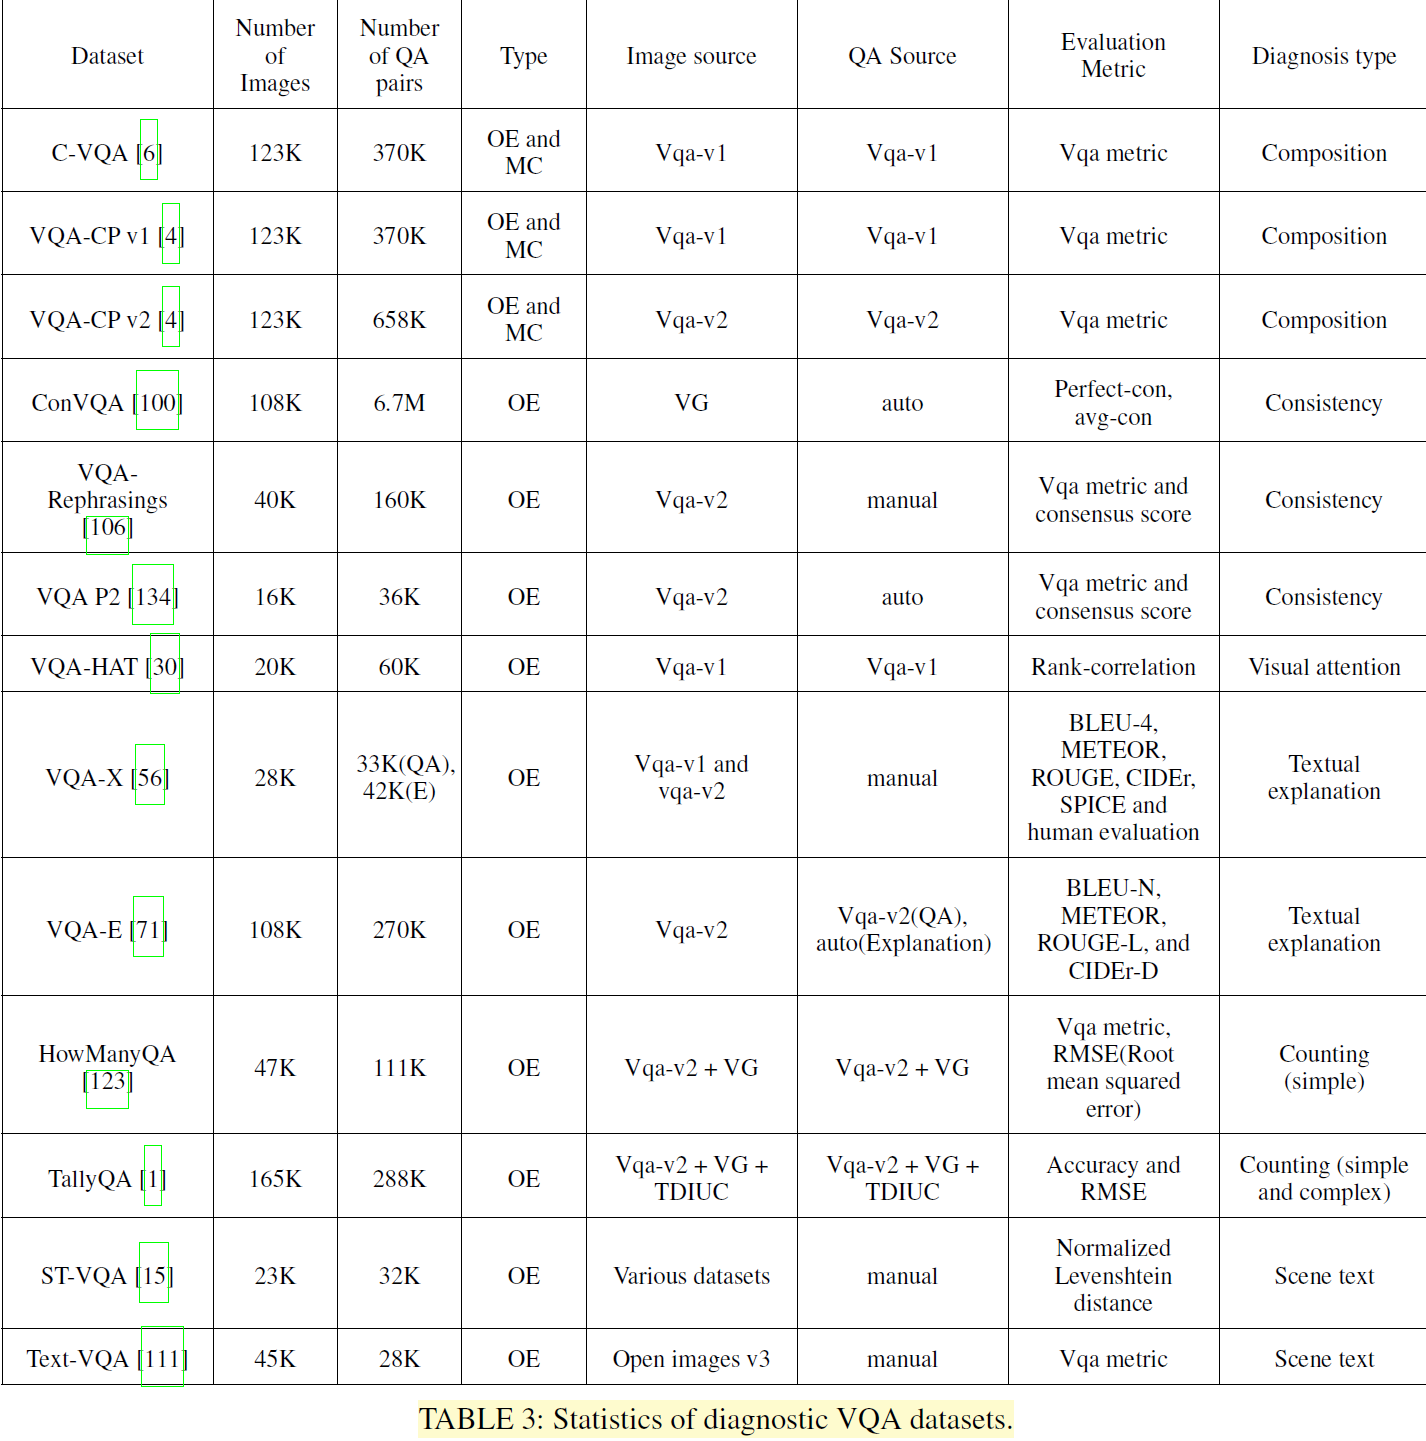 Dataset
Number
of
Images
Number
of QA
pairs
Type
Image source
QA Source
Evaluation
Metric
Diagnosis type
C-VQA [6]
123K
370K
OE and
MC
Vqa-v1
Vqa-v1
Vqa metric
Composition
VQA-CP v1 [4]
123K
370K
OE and
MC
Vqa-v1
Vqa-v1
Vqa metric
Composition
VQA-CP v2 [4]
123K
658K
OE and
MC
Vqa-v2
Vqa-v2
Vqa metric
Composition
ConVQA [100]
108K
6.7M
OE
VG
auto
Perfect-con,
avg-con
Consistency
VQA-
Rephrasings
[106]
40K
160K
OE
Vqa-v2
manual
Vqa metric and
consensus score
Consistency
VQA P2 [134]
16K
36K
OE
Vqa-v2
auto
Vqa metric and
consensus score
Consistency
VQA-HAT [30]
20K
60K
OE
Vqa-v1
Vqa-v1
Rank-correlation
Visual attention
VQA-X [56]
28K
33K(QA),
42K(E)
OE
Vqa-v1 and
vqa-v2
manual
BLEU-4,
METEOR,
ROUGE, CIDEr,
SPICE and
human evaluation
Textual
explanation
VQA-E [71]
108K
270K
OE
Vqa-v2
Vqa-v2(QA),
auto(Explanation)
BLEU-N,
METEOR,
ROUGE-L, and
CIDEr-D
Textual
explanation
HowManyQA
[123]
47K
111K
OE
Vqa-v2 + VG
Vqa-v2 + VG
Vqa metric,
RMSE(Root
mean squared
error)
Counting
(simple)
TallyQA [1]
165K
288K
OE
Vqa-v2 + VG +
TDIUC
Vqa-v2 + VG +
TDIUC
Accuracy and
RMSE
Counting (simple
and complex)
ST-VQA [15]
23K
32K
OE
Various datasets
manual
Normalized
Levenshtein
distance
Scene text
Text-VQA [111]
45K
28K
OE
Open images v3
manual
Vqa metric
Scene text
TABLE 3: Statistics of diagnostic VQA datasets.